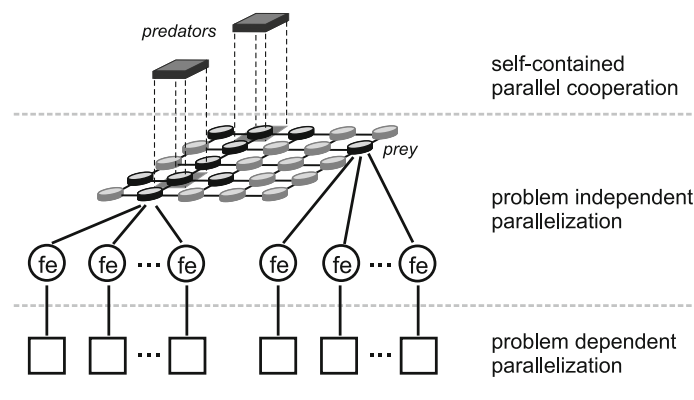 predators
self-contained
parallel cooperation
prey
problem independent
parallelization
fe fe ... fe fe fe ... fe
problem dependent
parallelization
... ...